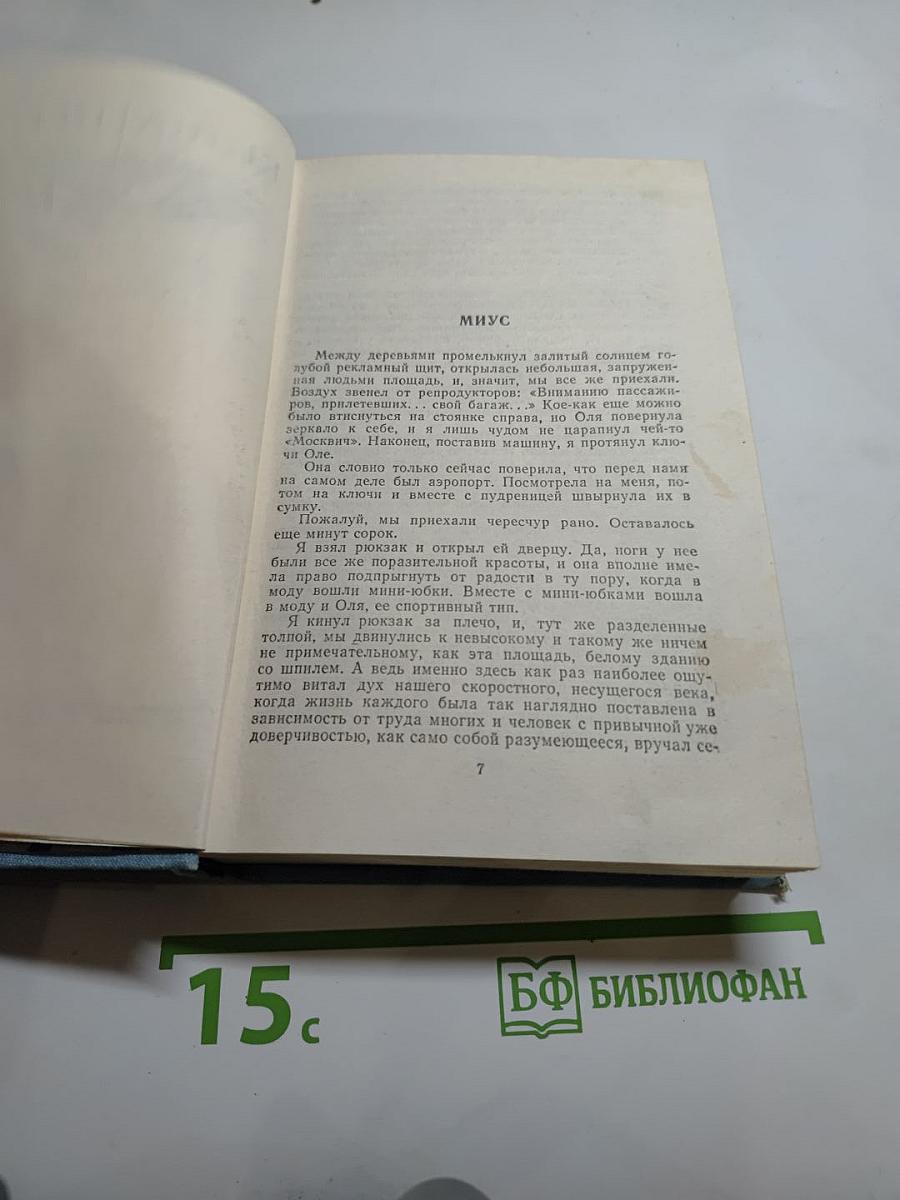 МИУС
Между деревьями промелькнул залитый солнцем го-
лубой рекламный щит, открылась небольшая, запружен-
ная людьми площадь, и, значит, мы все же приехали.
Воздух звенел от репродукторов: «Вниманию пассажи-
ров, прилетевших... свой багаж...» Кое-как еще можно
было втиснуться на стоянке справа, но Оля повернула
зеркало к себе, и я лишь чудом не царапнул чей-то
«Москвич». Наконец, поставив машину, я протянул клю-
чи Оле.
Она словно только сейчас поверила, что перед нами
на самом деле был аэропорт. Посмотрела на меня, по-
том на ключи и вместе с пудреницей швырнула их в
сумку.
Пожалуй, мы приехали чересчур рано. Оставалось
еще минут сорок.
Я взял рюкзак и открыл ей дверцу. Да, ноги у нее
были все же поразительной красоты, и она вполне име-
ла право подпрыгнуть от радости в ту пору, когда в
моду вошли мини-юбки. Вместе с мини-юбками вошла
в моду и Оля, ее спортивный тип.
Я кинул рюкзак за плечо, и, тут же разделенные
толпой, мы двинулись к невысокому и такому же ничем
не примечательному, как эта площадь, белому зданию
со шпилем. А ведь именно здесь как раз наиболее ощу-
тимо витал дух нашего скоростного, несущегося века,
когда жизнь каждого была так наглядно поставлена в
зависимость от труда многих и человек с привычной уже
доверчивостью, как само собой разумеющееся, вручал се-
7
15 с
БФ БИБЛИОФАН